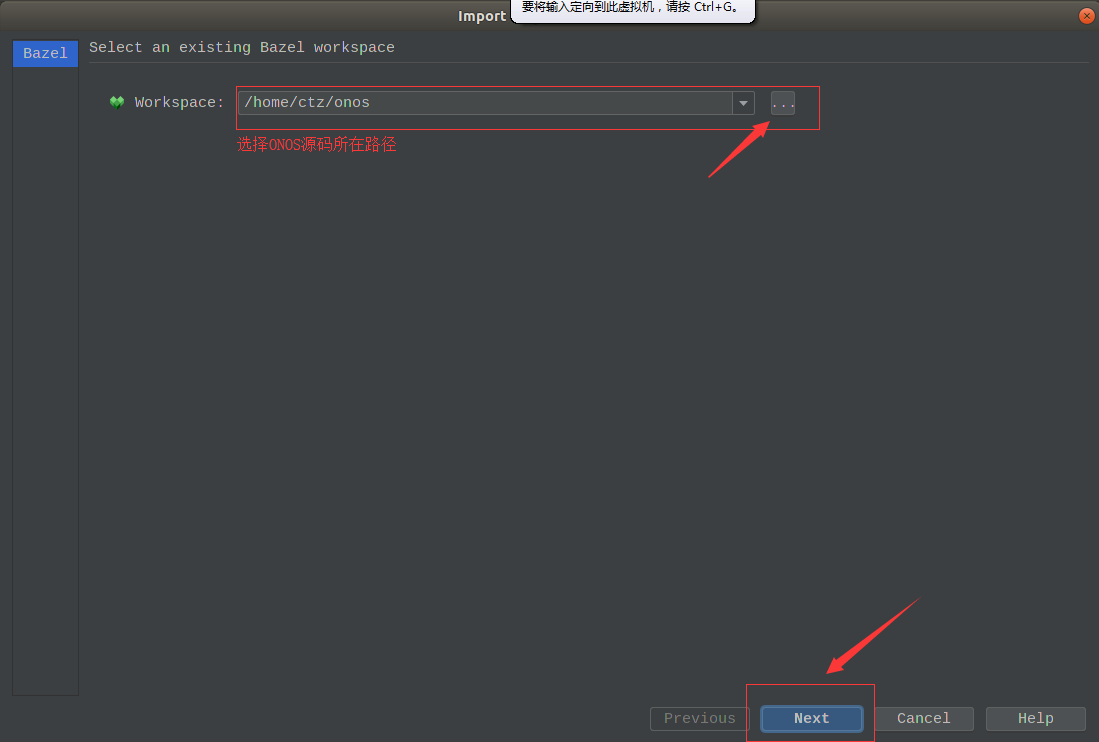 Import
要将输入定向到此虚拟机，请按 Ctrl+G。
Bazel
Select an existing Bazel workspace
Workspace:
/home/ctz/onos
...
选择ONOS源码所在路径
Previous
Next
Cancel
Help